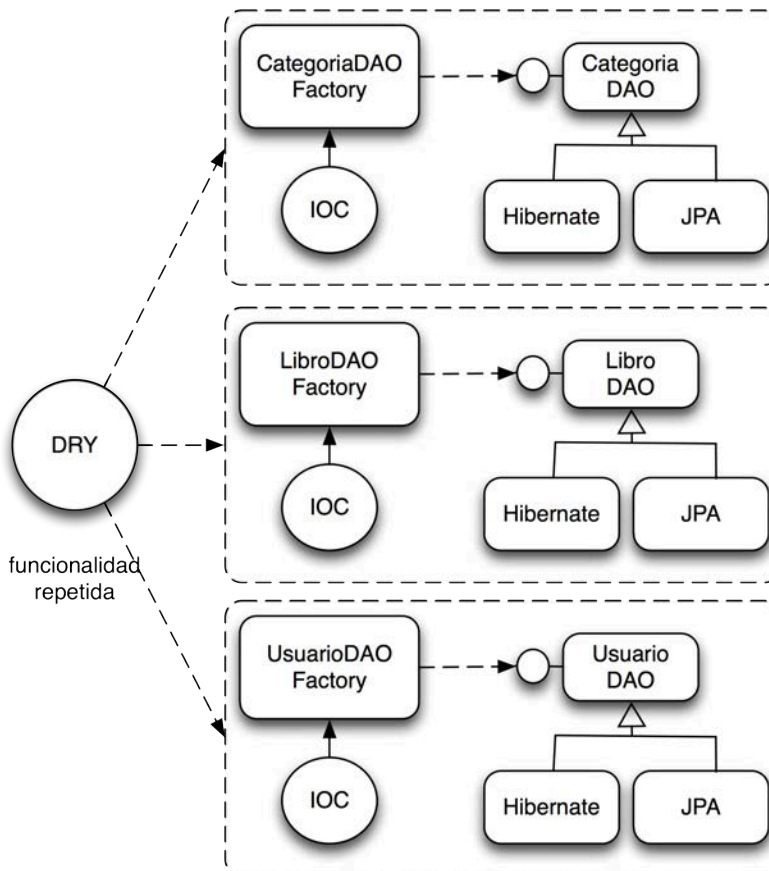 CategoriaDAO
Factory
Categoria
DAO
IOC
Hibernate
JPA
LibroDAO
Factory
Libro
DAO
DRY
IOC
Hibernate
JPA
funcionalidad
repetida
UsuarioDAO
Factory
Usuario
DAO
IOC
Hibernate
JPA